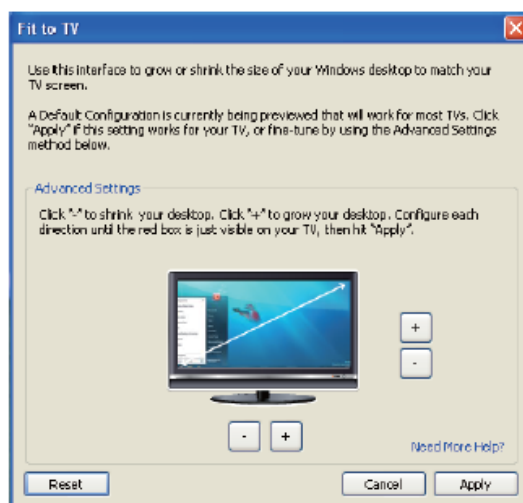 Fit to TV
Use this interface to grow or shrink the size of your Windows desktop to match your
TV screen.
A Default Configuration is currently being previewed that will work for most TVs. Click
"Apply" if this setting works for your TV, or fine-tune by using the Advanced Settings
method below.
Advanced Settings
Click "-" to shrink your desktop. Click "+" to grow your desktop. Configure each
direction until the red box is just visible on your TV, then hit "Apply".
+
-
- +
Need More Help?
Reset Cancel Apply